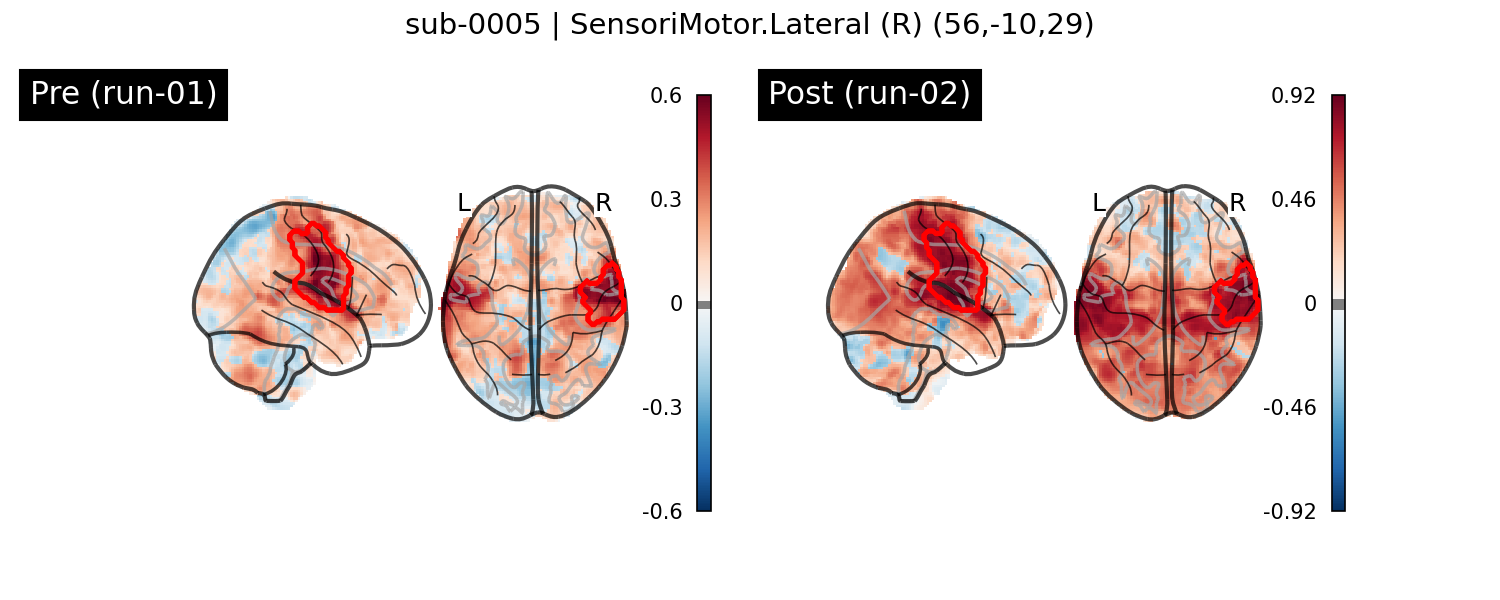 sub-0005 | SensoriMotor.Lateral (R) (56,-10,29)
Pre (run-01)
L
R
0.6
0.3
0
-0.3
-0.6
Post (run-02)
L
R
0.92
0.46
0
-0.46
-0.92